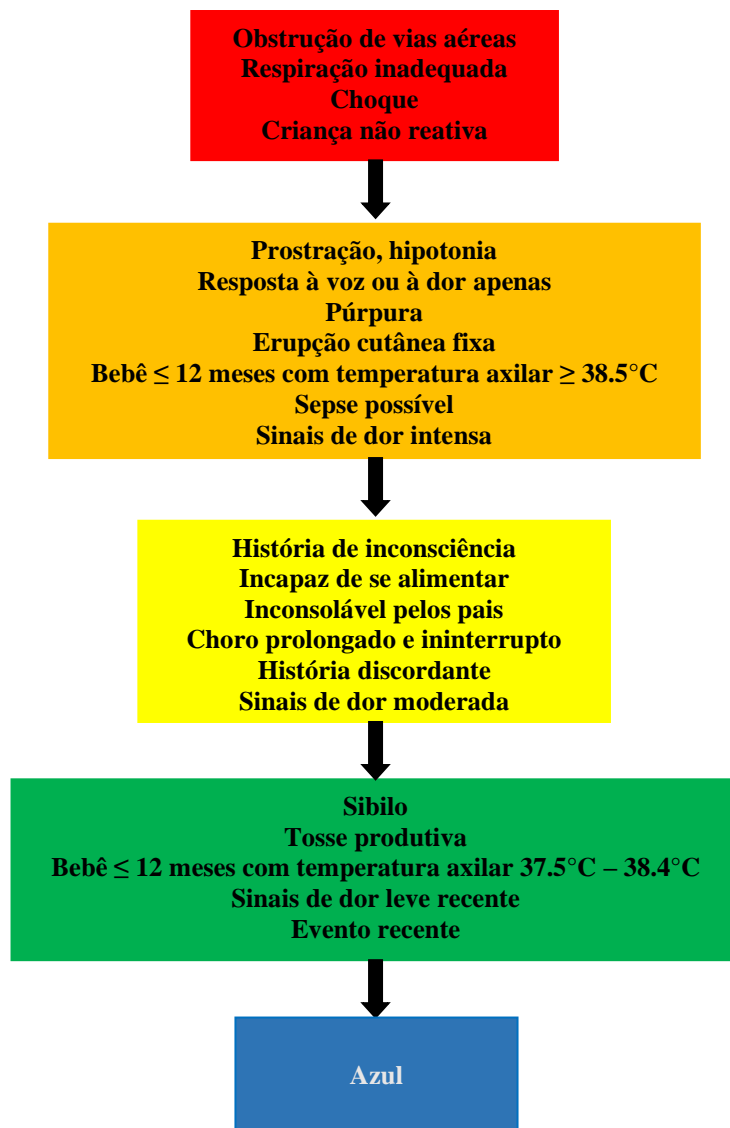 Obstrução de vias aéreas
Respiração inadequada
Choque
Criança não reativa
Prostração, hipotonia
Resposta à voz ou à dor apenas
Púrpura
Erupção cutânea fixa
Bebê ≤ 12 meses com temperatura axilar ≥ 38.5°C
Sepse possível
Sinais de dor intensa
História de inconsciência
Incapaz de se alimentar
Inconsolável pelos pais
Choro prolongado e ininterrupto
História discordante
Sinais de dor moderada
Sibilo
Tosse produtiva
Bebê ≤ 12 meses com temperatura axilar 37.5°C – 38.4°C
Sinais de dor leve recente
Evento recente
Azul